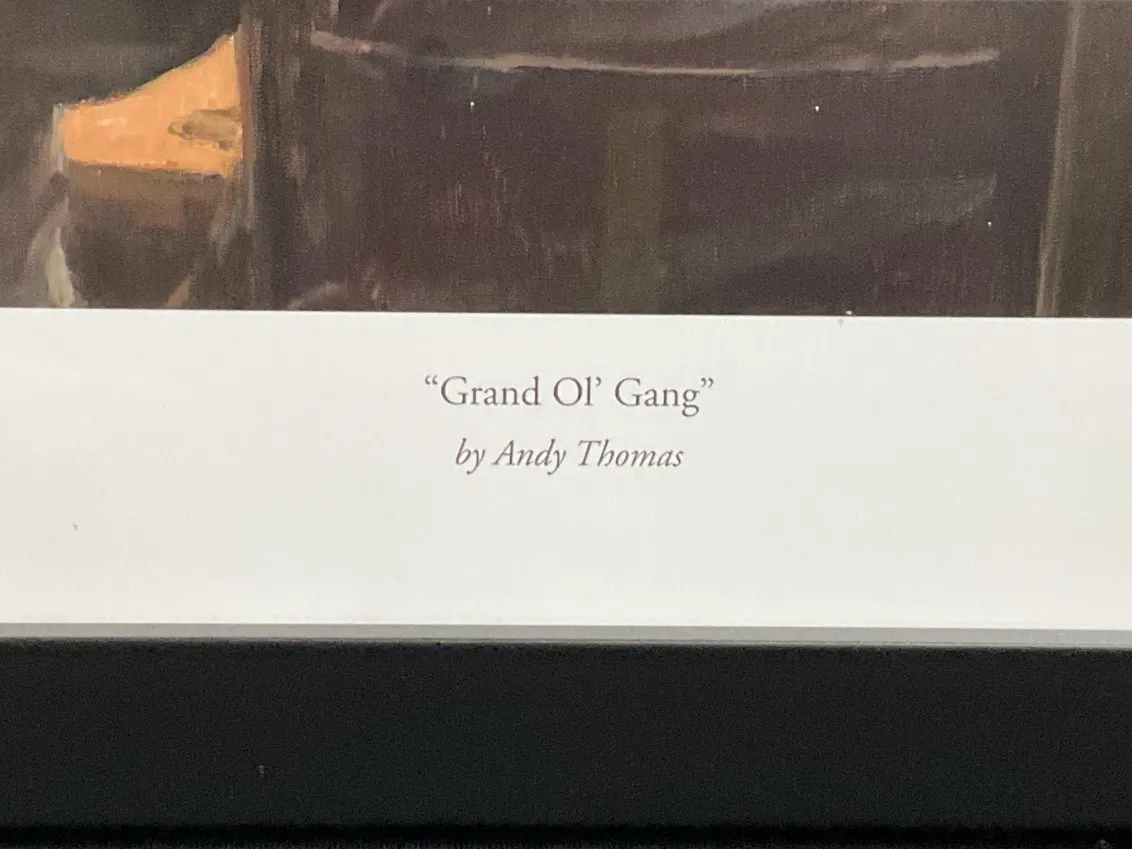 “Grand Ol’ Gang”
by Andy Thomas